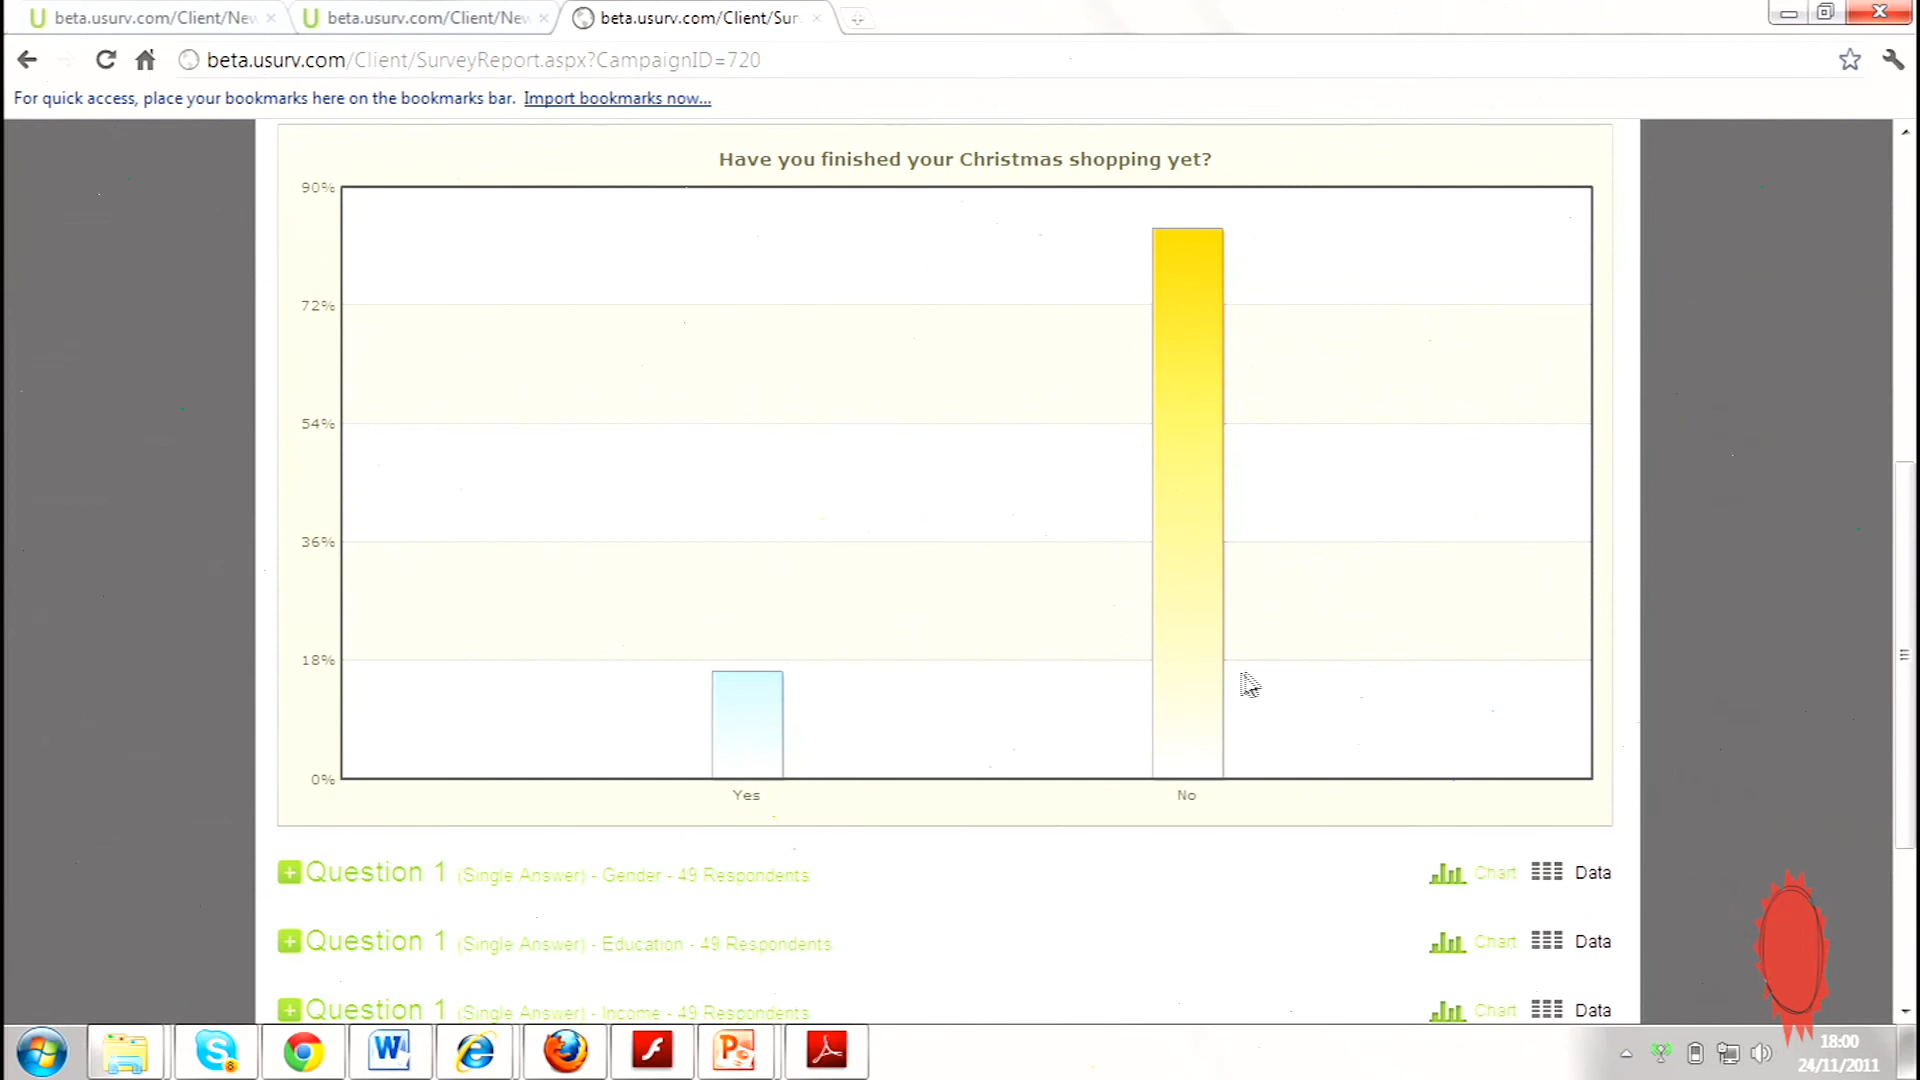 beta.usurv.com/Client/Nev
beta.usurv.com/Client/Nev
beta.usurv.com/Client/Sur
beta.usurv.com/Client/SurveyReport.aspx?CampaignID=720
For quick access, place your bookmarks here on the bookmarks bar. Import bookmarks now...
Have you finished your Christmas shopping yet?
90%
72%
54%
36%
18%
0%
Yes No
Question 1 (Single Answer) - Gender - 49 Respondents Chart Data
Question 1 (Single Answer) - Education - 49 Respondents Chart Data
Question 1 (Single Answer) - Income - 49 Respondents Chart Data
18:00
24/11/2011